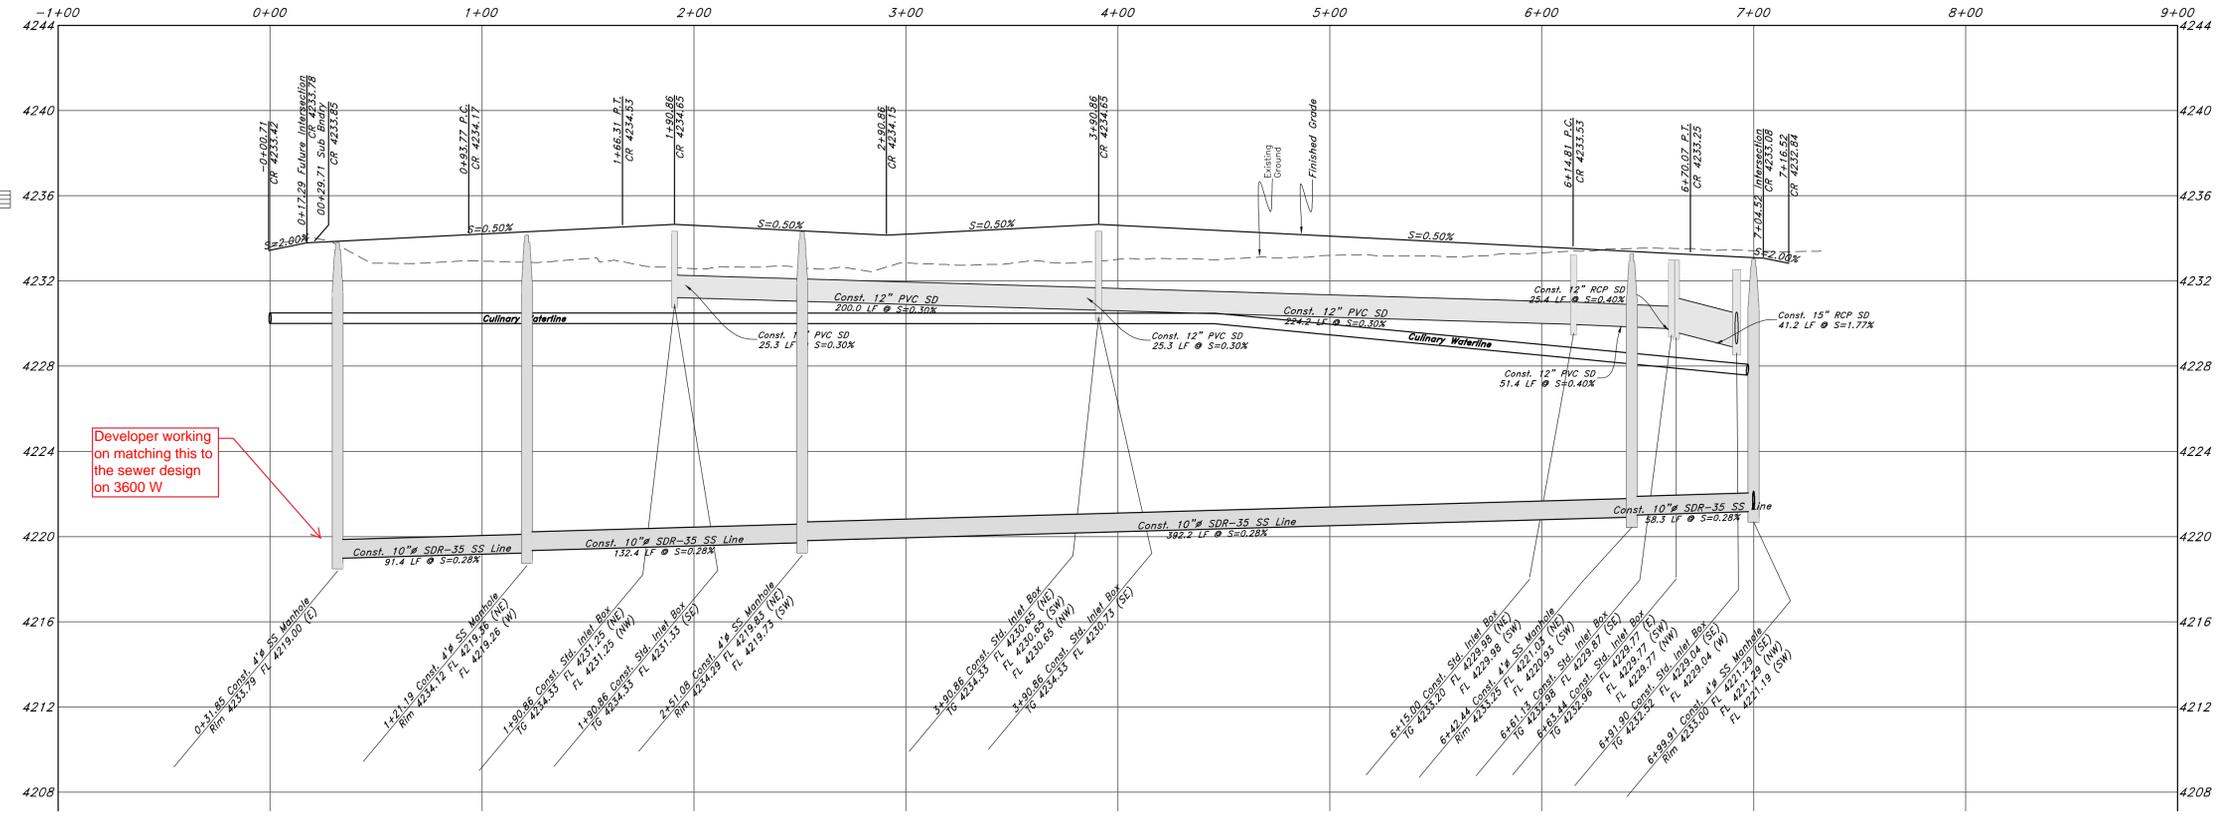 -1+00 0+00 1+00 2+00 3+00 4+00 5+00 6+00 7+00 8+00 9+00
4244 4244
4240 4240
4236 4236
4232 4232
4228 4228
4224 4224
4220 4220
4216 4216
4212 4212
4208 4208
-0+00.71
CR 4233.42
0+17.29 Future Intersection
CR 4233.78
00+29.71 Sub Bndry
CR 4233.85
0+93.77 P.C.
CR 4234.17
1+66.31 P.T.
CR 4234.53
1+90.86
CR 4234.65
2+90.86
CR 4234.15
3+90.86
CR 4234.65
Existing
Ground
Finished Grade
6+14.81 P.C.
CR 4233.53
6+70.07 P.T.
CR 4233.25
7+04.52 Intersection
CR 4233.08
7+16.52
CR 4232.84
S=2.00%
S=0.50%
S=0.50%
S=0.50%
S=0.50%
S=2.00%
Const. 12" PVC SD
200.0 LF @ S=0.30%
Const. 12" PVC SD
224.2 LF @ S=0.30%
Const. 12" RCP SD
25.4 LF @ S=0.40%
Const. 15" RCP SD
41.2 LF @ S=1.77%
Culinary Waterline
Const. 12" PVC SD
25.3 LF @ S=0.30%
Const. 12" PVC SD
25.3 LF @ S=0.30%
Culinary Waterline
Const. 12" PVC SD
51.4 LF @ S=0.40%
Developer working
on matching this to
the sewer design
on 3600 W
Const. 10"ø SDR-35 SS Line
91.4 LF @ S=0.28%
Const. 10"ø SDR-35 SS Line
132.4 LF @ S=0.28%
Const. 10"ø SDR-35 SS Line
392.2 LF @ S=0.28%
Const. 10"ø SDR-35 SS Line
58.3 LF @ S=0.28%
0+31.85 Const. 4'ø SS Manhole
Rim 4233.79 FL 4219.00 (E)
1+21.19 Const. 4'ø SS Manhole
Rim 4234.12 FL 4219.36 (NE)
FL 4219.26 (W)
1+90.86 Const. Std. Inlet Box
TG 4234.33 FL 4231.25 (NE)
FL 4231.25 (NW)
1+90.86 Const. Std. Inlet Box
TG 4234.33 FL 4231.33 (SE)
2+51.08 Const. 4'ø SS Manhole
Rim 4234.29 FL 4219.83 (NE)
FL 4219.73 (SW)
3+90.86 Const. Std. Inlet Box
TG 4234.33 FL 4230.65 (NE)
FL 4230.65 (SW)
4230.65 (NW)
3+90.86 Const. Std. Inlet Box
TG 4234.33 FL 4230.73 (SE)
6+15.00 Const. Std. Inlet Box
TG 4233.20 FL 4229.98 (NE)
FL 4229.98 (SW)
6+42.44 Const. 4'ø SS Manhole
Rim 4233.25 FL 4221.03 (NE)
FL 4220.93 (SW)
6+61.13 Const. Std. Inlet Box
TG 4232.98 FL 4229.87 (SE)
6+63.44 Const. Std. Inlet Box
TG 4232.96 FL 4229.77 (E)
FL 4229.77 (SW)
FL 4229.77 (NW)
6+91.90 Const. Std. Inlet Box
TG 4232.52 FL 4229.04 (SE)
FL 4229.04 (W)
6+99.91 Const. 4'ø SS Manhole
Rim 4233.00 FL 4221.29 (SE)
FL 4221.29 (NW)
FL 4221.19 (SW)